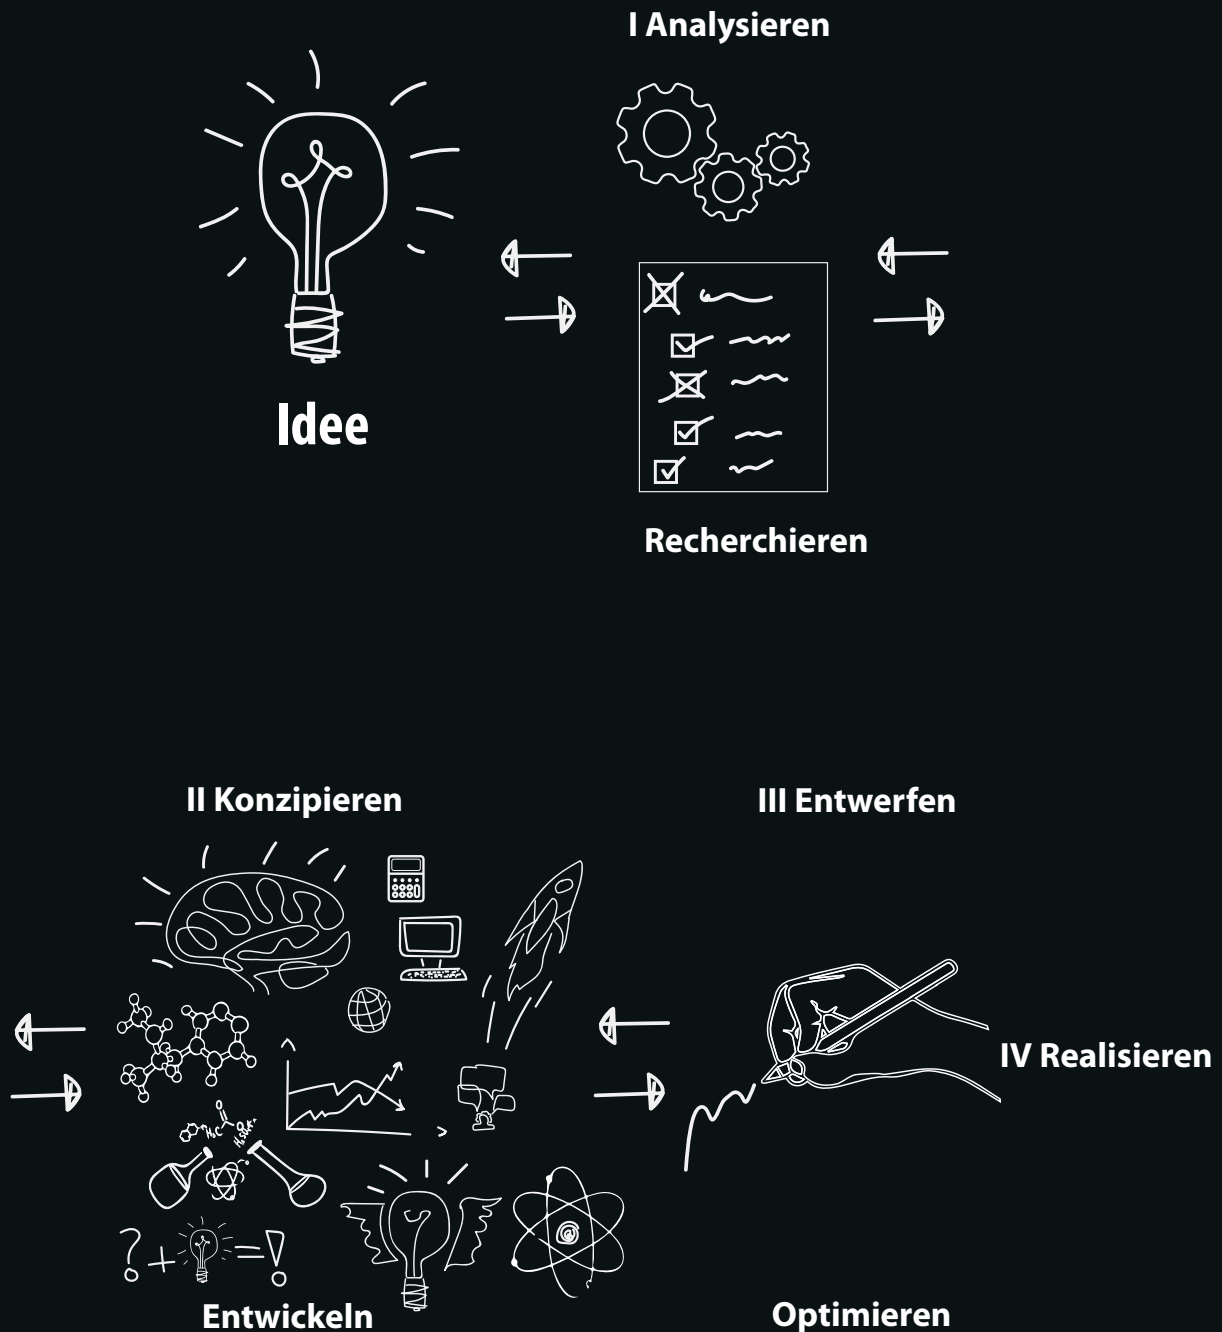 I Analysieren
Idee
Recherchieren
II Konzipieren
III Entwerfen
IV Realisieren
? + = !
Entwickeln
Optimieren